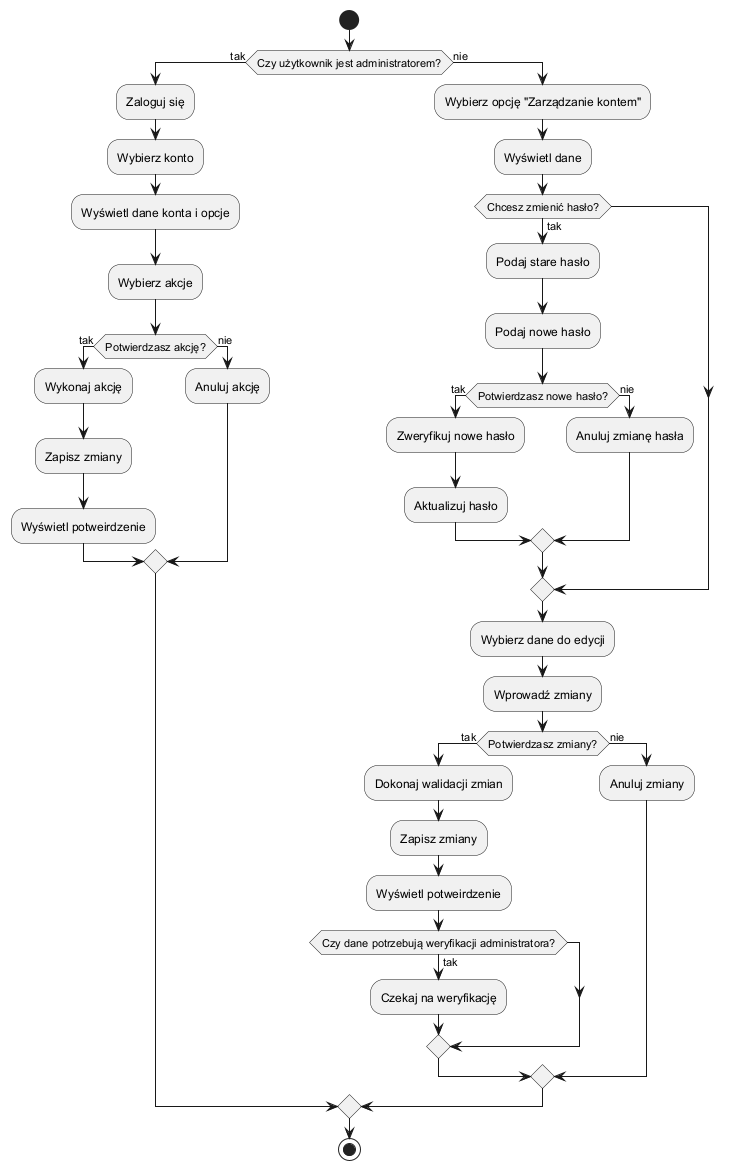 Czy użytkownik jest administratorem?
tak
nie
Zaloguj się
Wybierz konto
Wyświetl dane konta i opcje
Wybierz akcje
Potwierdzasz akcję?
tak
nie
Wykonaj akcję
Anuluj akcję
Zapisz zmiany
Wyświetl potweirdzenie
Wybierz opcję "Zarządzanie kontem"
Wyświetl dane
Chcesz zmienić hasło?
tak
Podaj stare hasło
Podaj nowe hasło
Potwierdzasz nowe hasło?
tak
nie
Zweryfikuj nowe hasło
Anuluj zmianę hasła
Aktualizuj hasło
Wybierz dane do edycji
Wprowadź zmiany
Potwierdzasz zmiany?
tak
nie
Dokonaj walidacji zmian
Anuluj zmiany
Zapisz zmiany
Wyświetl potweirdzenie
Czy dane potrzebują weryfikacji administratora?
tak
Czekaj na weryfikację